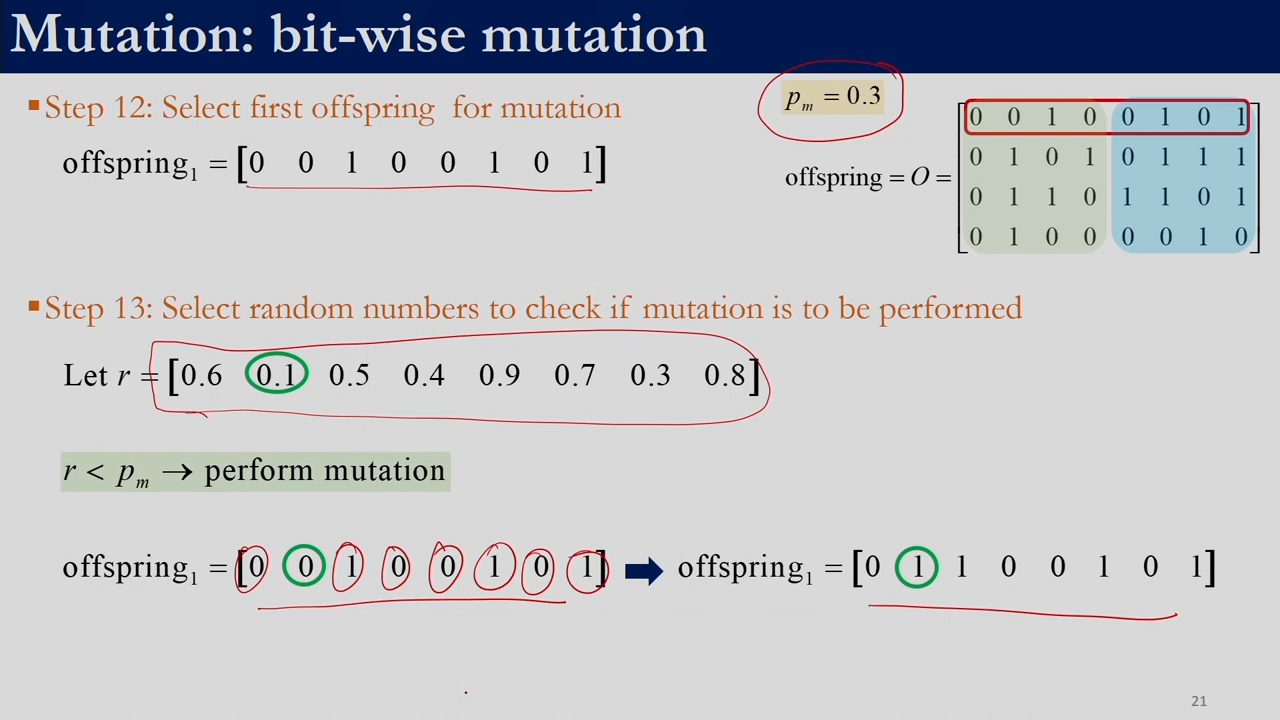 Mutation: bit-wise mutation
▪Step 12: Select first offspring for mutation
offspring₁ = [0 0 1 0 0 1 0 1]
pₘ = 0.3
offspring = O =
0 0 1 0 0 1 0 1
0 1 0 1 0 1 1 1
0 1 1 0 1 1 0 1
0 1 0 0 0 0 1 0
▪Step 13: Select random numbers to check if mutation is to be performed
Let r = [0.6 0.1 0.5 0.4 0.9 0.7 0.3 0.8]
r < pₘ → perform mutation
offspring₁ = [0 0 1 0 0 1 0 1] → offspring₁ = [0 1 1 0 0 1 0 1]
21